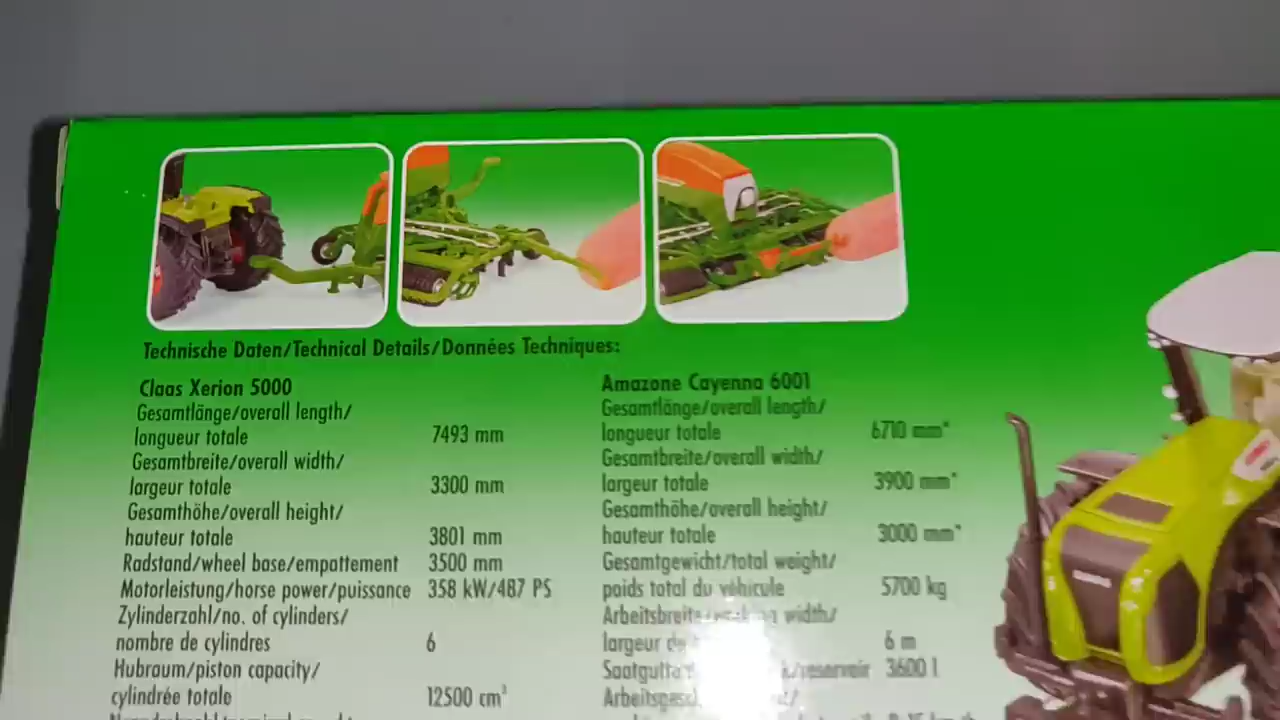 Technische Daten/Technical Details/Données Techniques:
Claas Xerion 5000
Gesamtlänge/overall length/
longueur totale 7493 mm
Gesamtbreite/overall width/
largeur totale 3300 mm
Gesamthöhe/overall height/
hauteur totale 3801 mm
Radstand/wheel base/empattement 3500 mm
Motorleistung/horse power/puissance 358 kW/487 PS
Zylinderzahl/no. of cylinders/
nombre de cylindres 6
Hubraum/piston capacity/
cylindrée totale 12500 cm³
Amazone Cayenna 6001
Gesamtlänge/overall length/
longueur totale 6710 mm*
Gesamtbreite/overall width/
largeur totale 3900 mm*
Gesamthöhe/overall height/
hauteur totale 3000 mm*
Gesamtgewicht/total weight/
poids total du véhicule 5700 kg
width/
largeur 6 m
/reservoir 3600 l